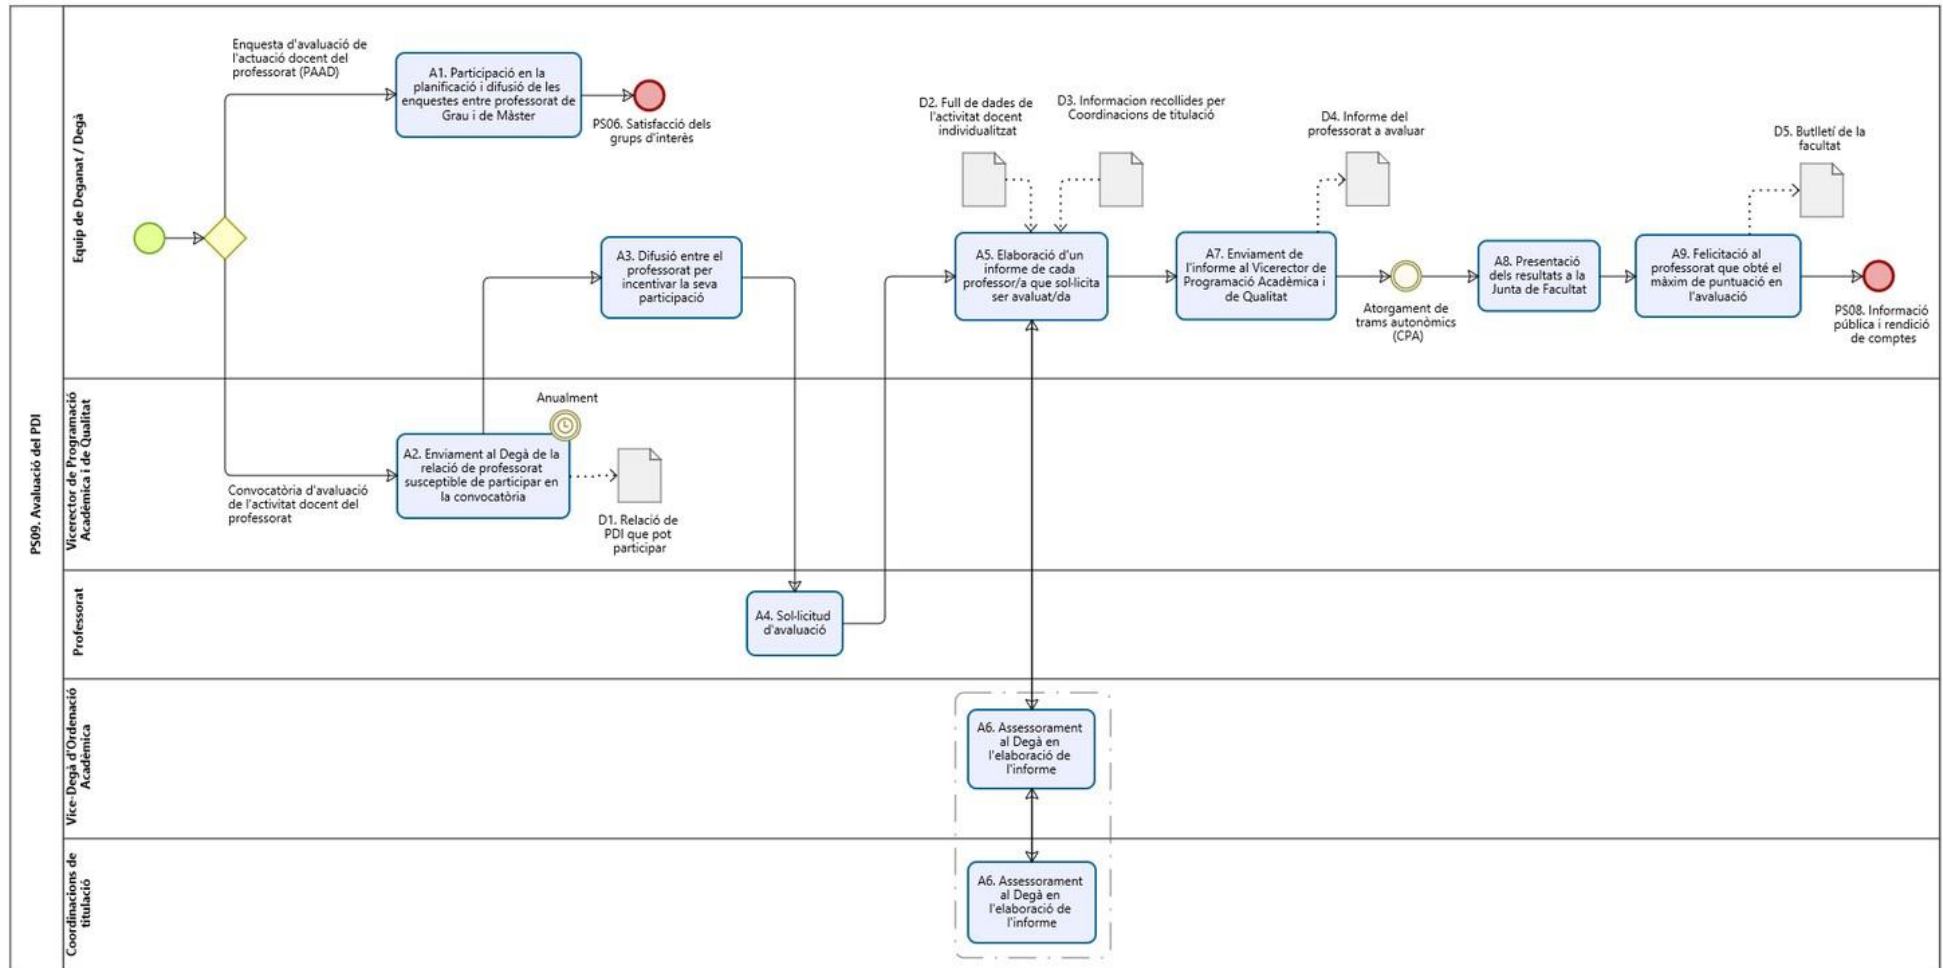 PS09. Avaluació del PDI
Equip de Deganat / Degà
Enquesta d'avaluació de
l'actuació docent del
professorat (PAAD)
A1. Participació en la
planificació i difusió de les
enquestes entre professorat de
Grau i de Màster
PS06. Satisfacció dels
grups d'interès
A3. Difusió entre el
professorat per
incentivar la seva
participació
D2. Full de dades de
l'activitat docent
individualitzat
D3. Informacion recollides per
Coordinacions de titulació
A5. Elaboració d'un
informe de cada
professor/a que sol·licita
ser avaluat/da
A7. Enviament de
l'informe al Vicerector de
Programació Acadèmica i
de Qualitat
D4. Informe del
professorat a avaluar
Atorgament de
trams autonòmics
(CPA)
A8. Presentació
dels resultats a la
Junta de Facultat
D5. Butlletí de la
facultat
A9. Felicitació al
professorat que obté el
màxim de puntuació en
l'avaluació
PS08. Informació
pública i rendició
de comptes
Vicerector de Programació
Acadèmica i de Qualitat
Convocatòria d'avaluació
de l'activitat docent del
professorat
Anualment
A2. Enviament al Degà de la
relació de professorat
susceptible de participar en
la convocatòria
D1. Relació de
PDI que pot
participar
Professorat
A4. Sol·licitud
d'avaluació
Vice-Degà d'Ordenació
Acadèmica
A6. Assessorament
al Degà en
l'elaboració de
l'informe
Coordinacions de
titulació
A6. Assessorament
al Degà en
l'elaboració de
l'informe